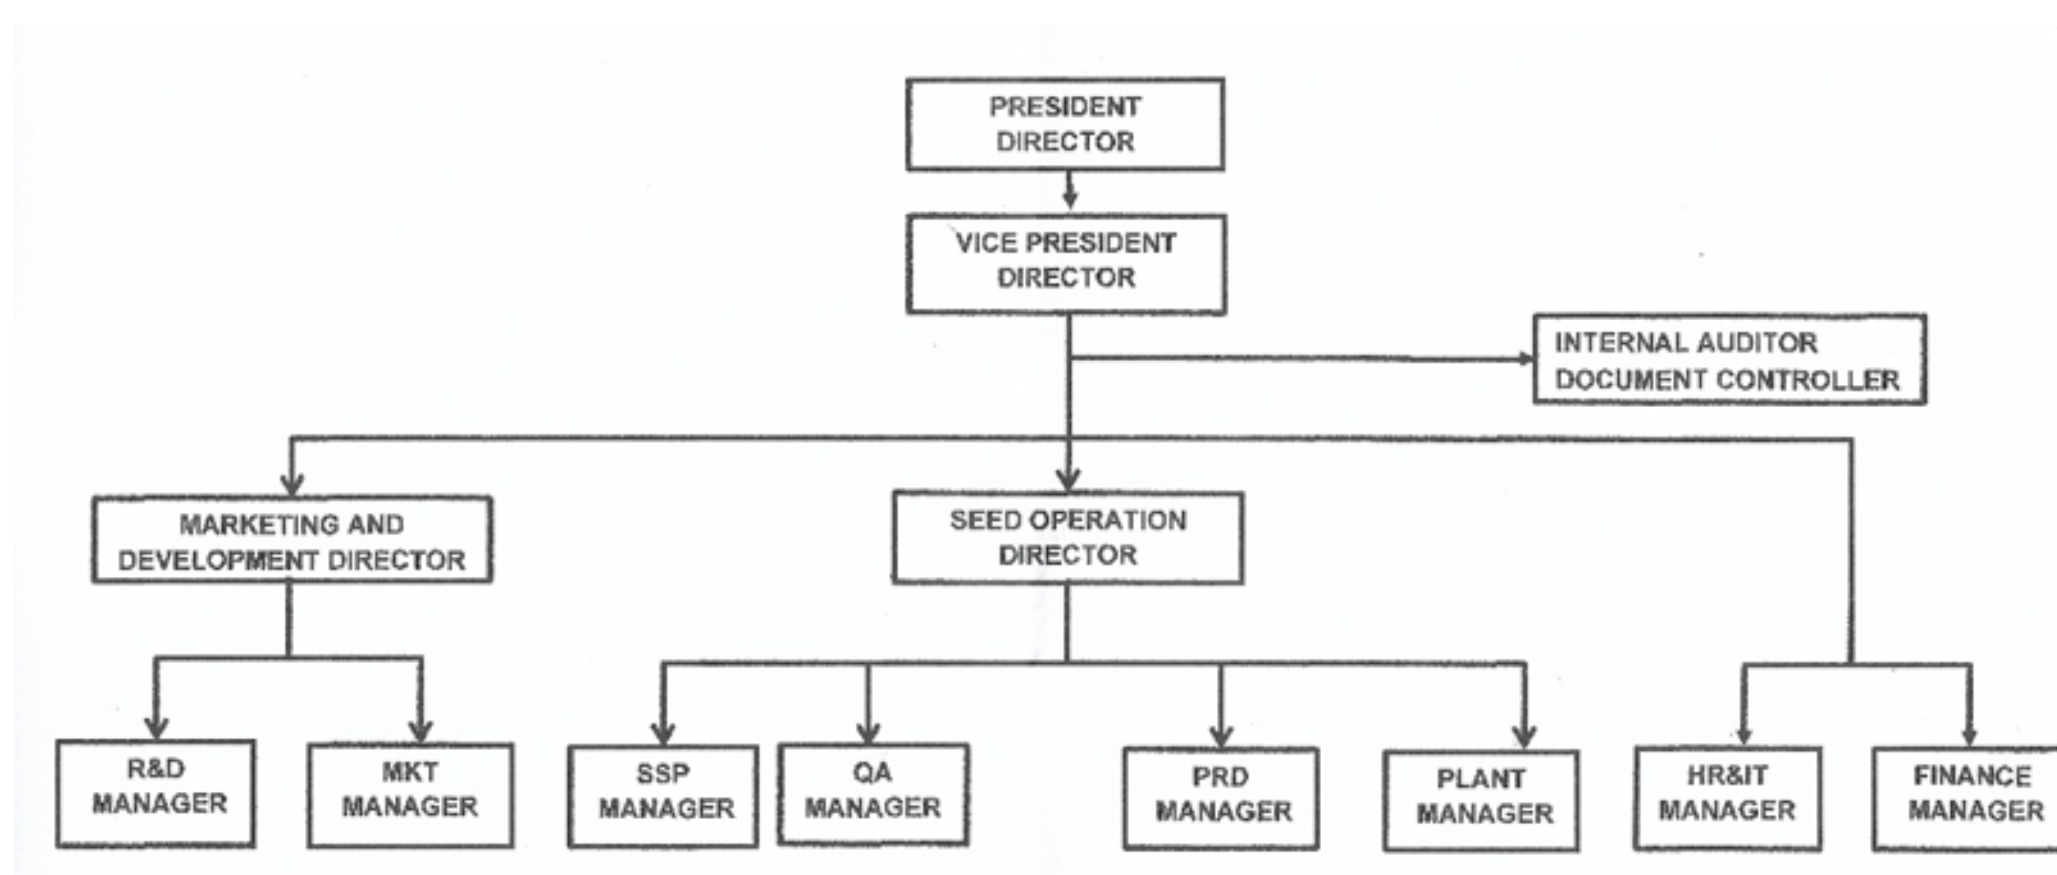 PRESIDENT
DIRECTOR
VICE PRESIDENT
DIRECTOR
INTERNAL AUDITOR
DOCUMENT CONTROLLER
MARKETING AND
DEVELOPMENT DIRECTOR
SEED OPERATION
DIRECTOR
R&D
MANAGER
MKT
MANAGER
SSP
MANAGER
QA
MANAGER
PRD
MANAGER
PLANT
MANAGER
HR&IT
MANAGER
FINANCE
MANAGER